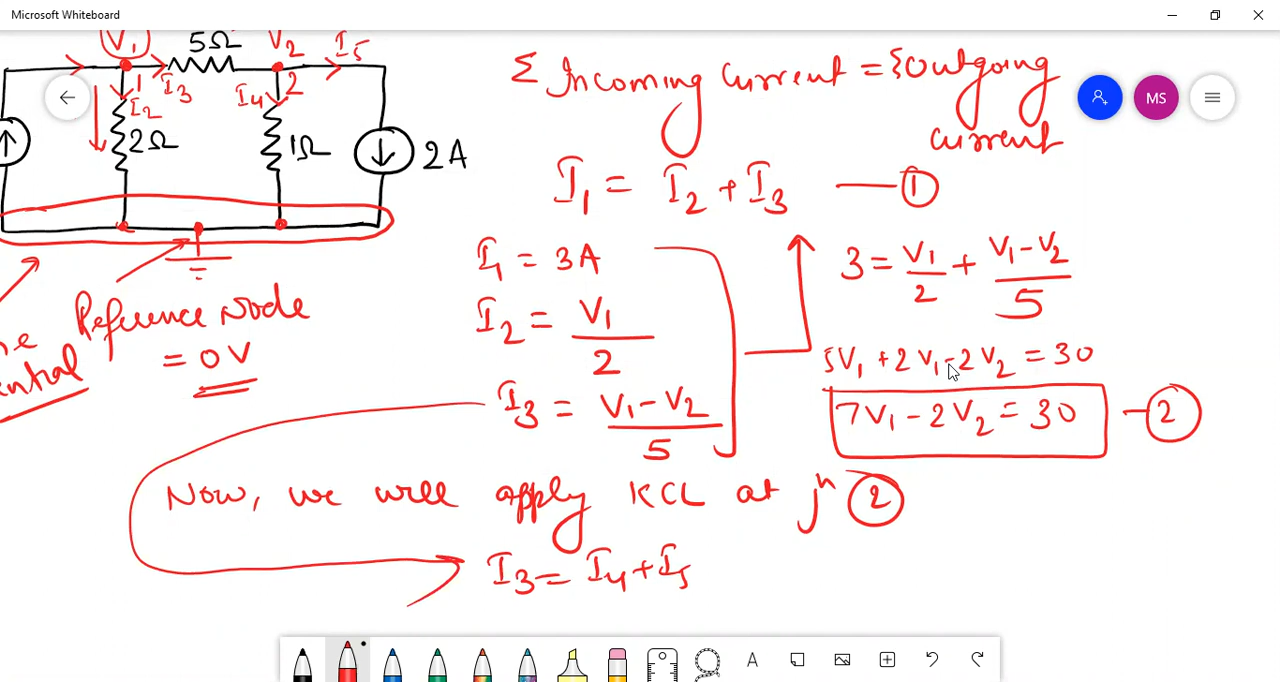 Microsoft Whiteboard
V₁ 5Ω V₂ I₅
1 I₃ I₄ 2
I₂
2Ω 1Ω 2A
Reference Node
= 0V
Σ Incoming current = Σ Outgoing
current
I₁ = I₂ + I₃ — ①
I₁ = 3A
I₂ = V₁/2
I₃ = (V₁ - V₂)/5
3 = V₁/2 + (V₁ - V₂)/5
5V₁ + 2V₁ - 2V₂ = 30
7V₁ - 2V₂ = 30 — ②
Now, we will apply KCL at jⁿ ②
I₃ = I₄ + I₅
MS
A